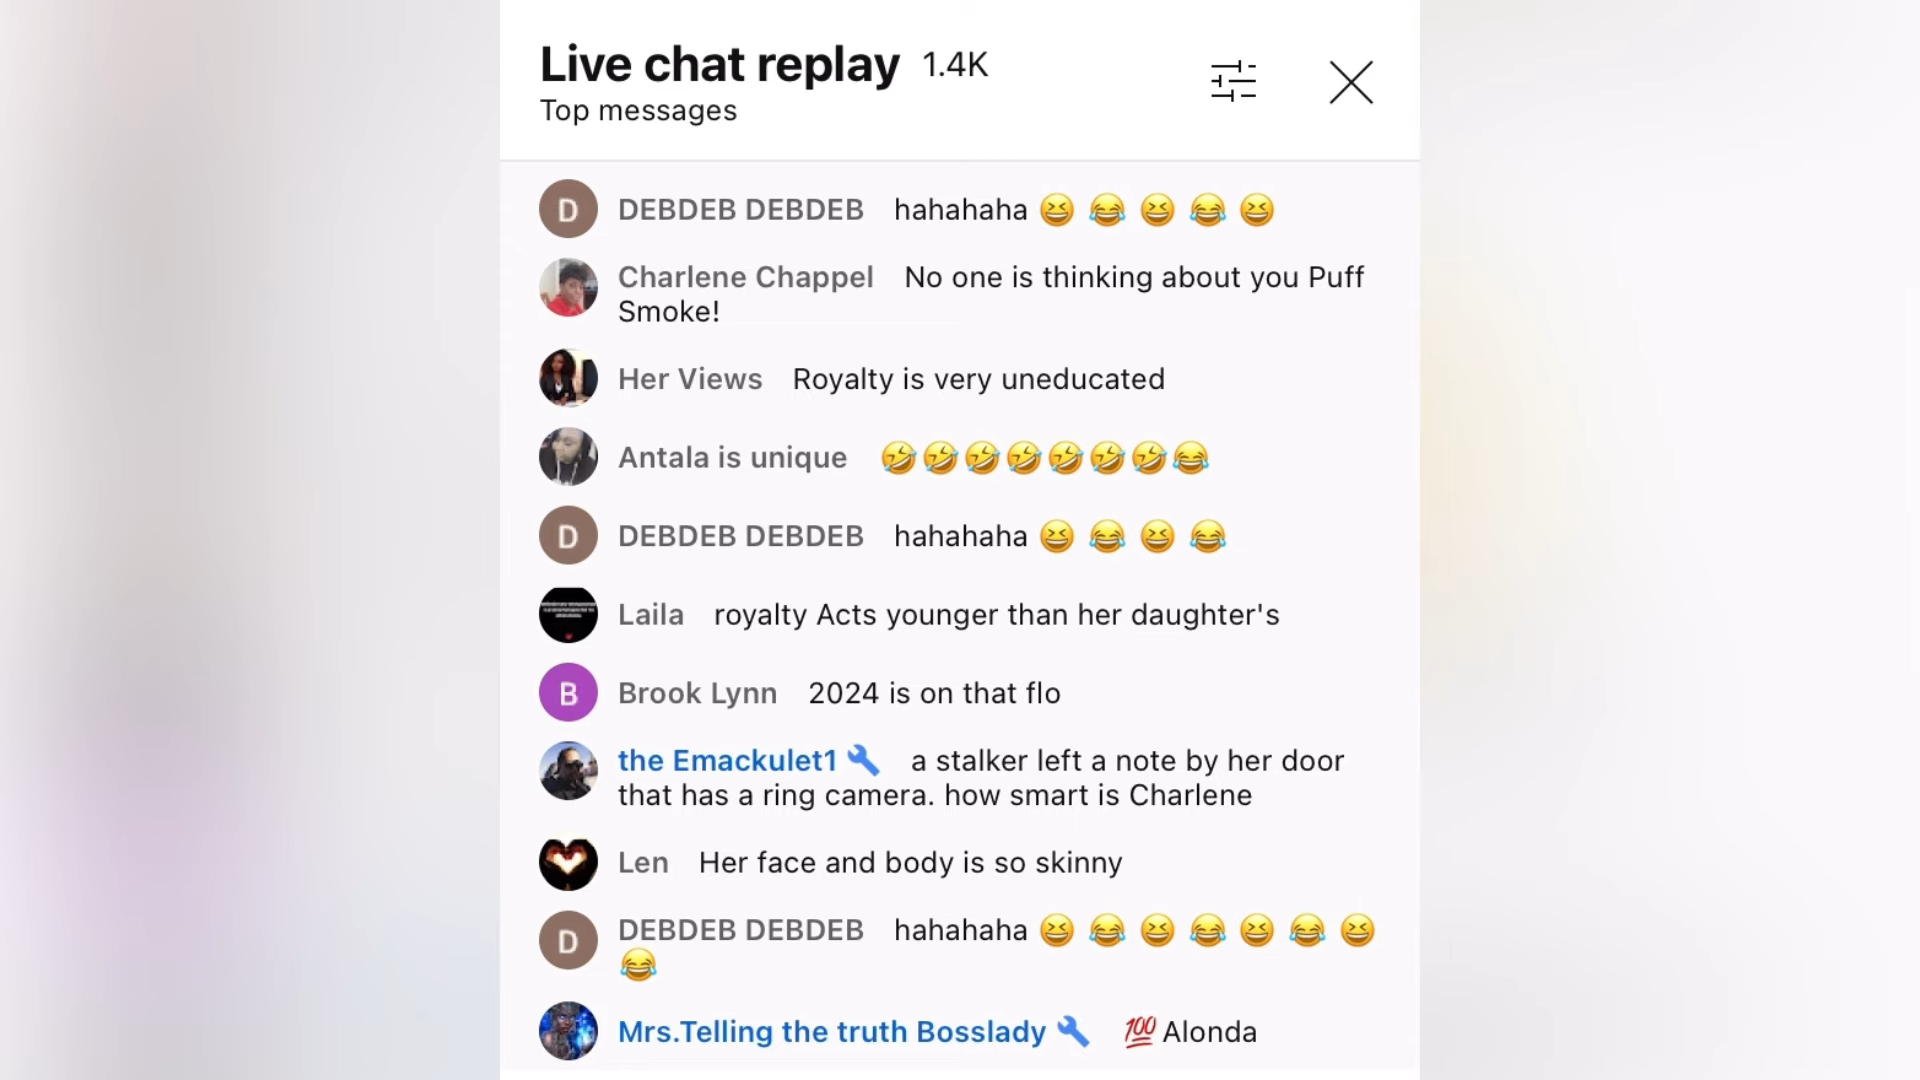 Live chat replay 1.4K
Top messages
D DEBDEB DEBDEB hahahaha 😆 😂 😆 😂 😆
Charlene Chappel No one is thinking about you Puff
Smoke!
Her Views Royalty is very uneducated
Antala is unique 🤣🤣🤣🤣🤣🤣🤣😂
D DEBDEB DEBDEB hahahaha 😆 😂 😆 😂
Laila royalty Acts younger than her daughter's
B Brook Lynn 2024 is on that flo
the Emackulet1 🔧 a stalker left a note by her door
that has a ring camera. how smart is Charlene
Len Her face and body is so skinny
D DEBDEB DEBDEB hahahaha 😆 😂 😆 😂 😆 😂 😆
😂
Mrs.Telling the truth Bosslady 🔧 💯 Alonda